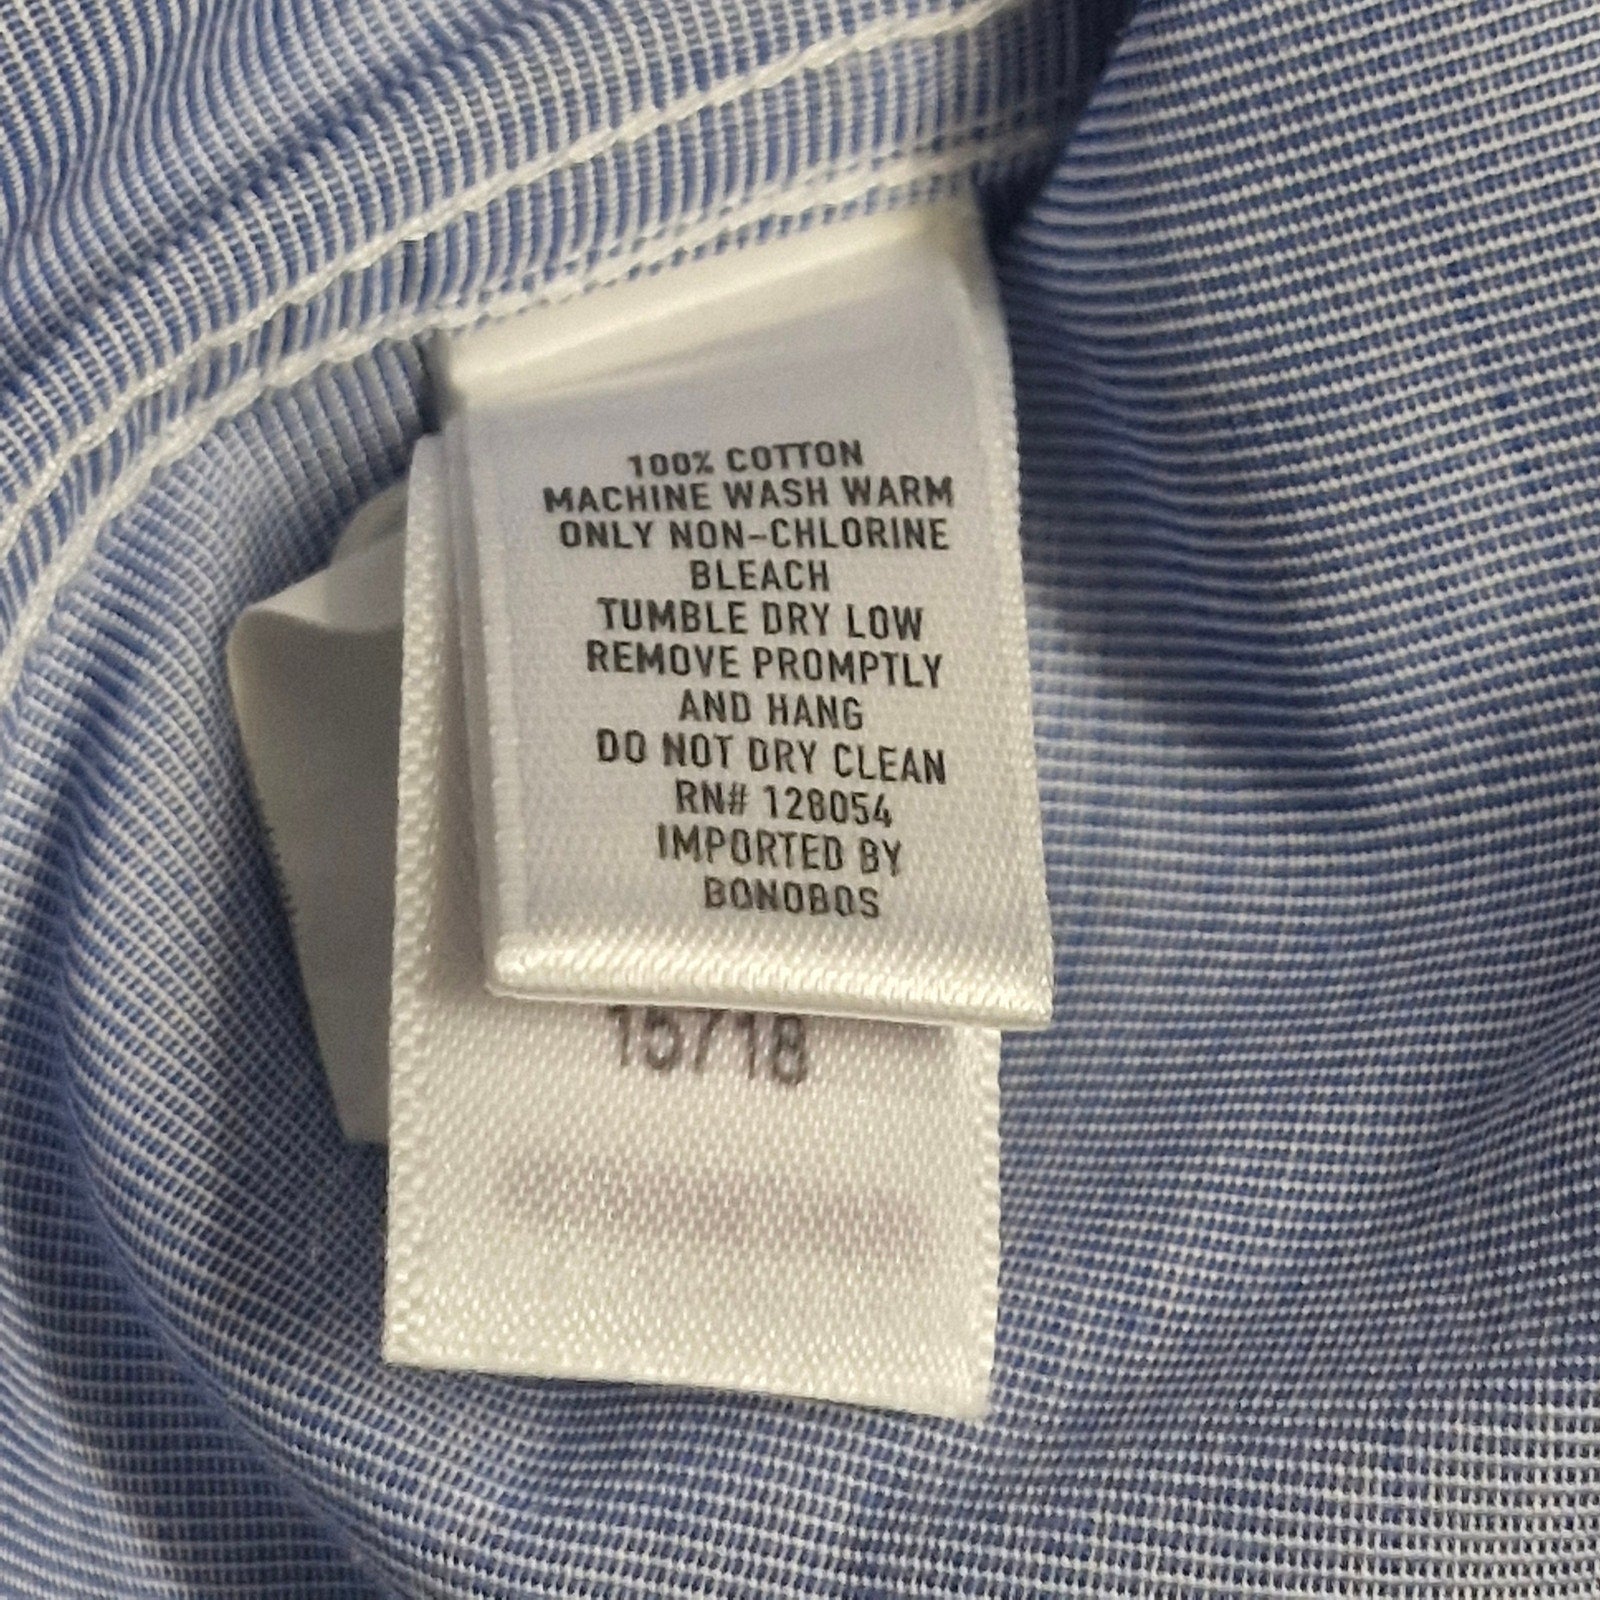 100% COTTON
MACHINE WASH WARM
ONLY NON-CHLORINE
BLEACH
TUMBLE DRY LOW
REMOVE PROMPTLY
AND HANG
DO NOT DRY CLEAN
RN# 128054
IMPORTED BY
BONOBOS
15718